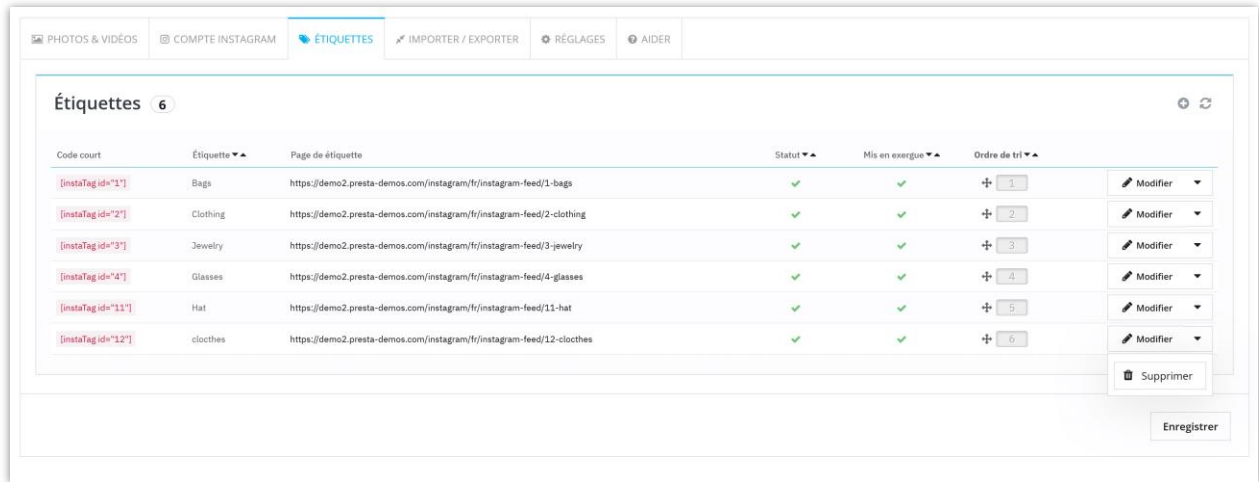 PHOTOS & VIDÉOS COMPTE INSTAGRAM ÉTIQUETTES IMPORTER / EXPORTER RÉGLAGES AIDER
Étiquettes 6
Code court Étiquette Page de étiquette Statut Mis en exergue Ordre de tri
[instaTag id="1"] Bags https://demo2.presta-demos.com/instagram/fr/instagram-feed/1-bags 1 Modifier
[instaTag id="2"] Clothing https://demo2.presta-demos.com/instagram/fr/instagram-feed/2-clothing 2 Modifier
[instaTag id="3"] Jewelry https://demo2.presta-demos.com/instagram/fr/instagram-feed/3-jewelry 3 Modifier
[instaTag id="4"] Glasses https://demo2.presta-demos.com/instagram/fr/instagram-feed/4-glasses 4 Modifier
[instaTag id="11"] Hat https://demo2.presta-demos.com/instagram/fr/instagram-feed/11-hat 5 Modifier
[instaTag id="12"] clocthes https://demo2.presta-demos.com/instagram/fr/instagram-feed/12-clocthes 6 Modifier
Supprimer
Enregistrer